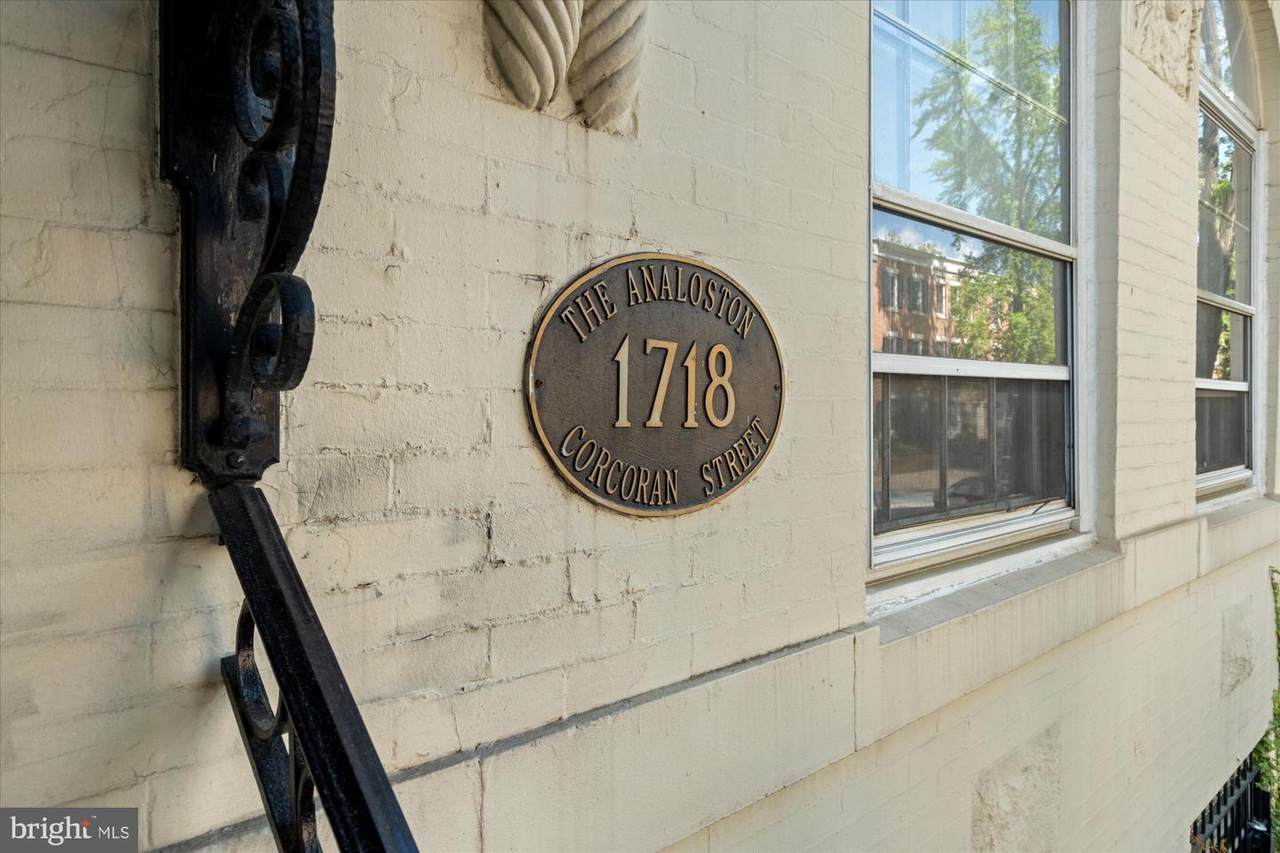 THE ANALOSTON
1718
CORCORAN STREET
bright MLS